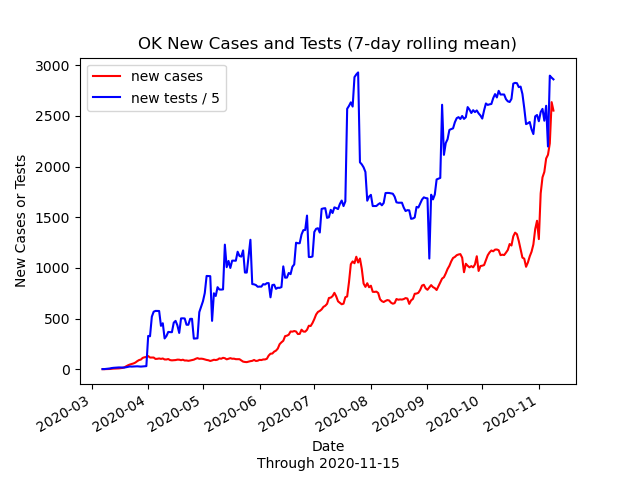 OK New Cases and Tests (7-day rolling mean)
new cases
new tests / 5
New Cases or Tests
3000
2500
2000
1500
1000
500
0
2020-03
2020-04
2020-05
2020-06
2020-07
2020-08
2020-09
2020-10
2020-11
Date
Through 2020-11-15